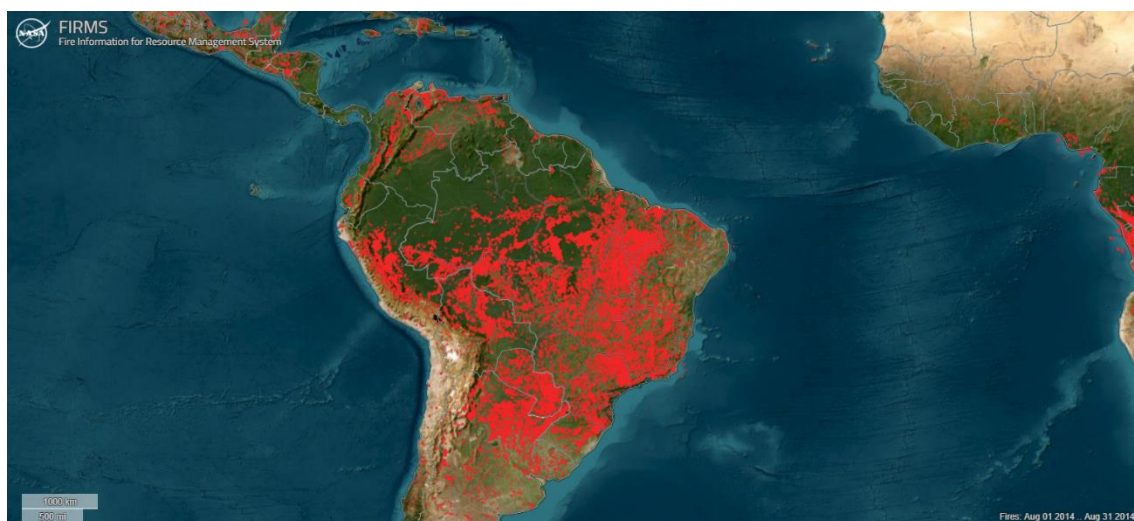 NASA
FIRMS
Fire Information for Resource Management System
1000 km
500 mi
Fires: Aug 01 2014 .. Aug 31 2014